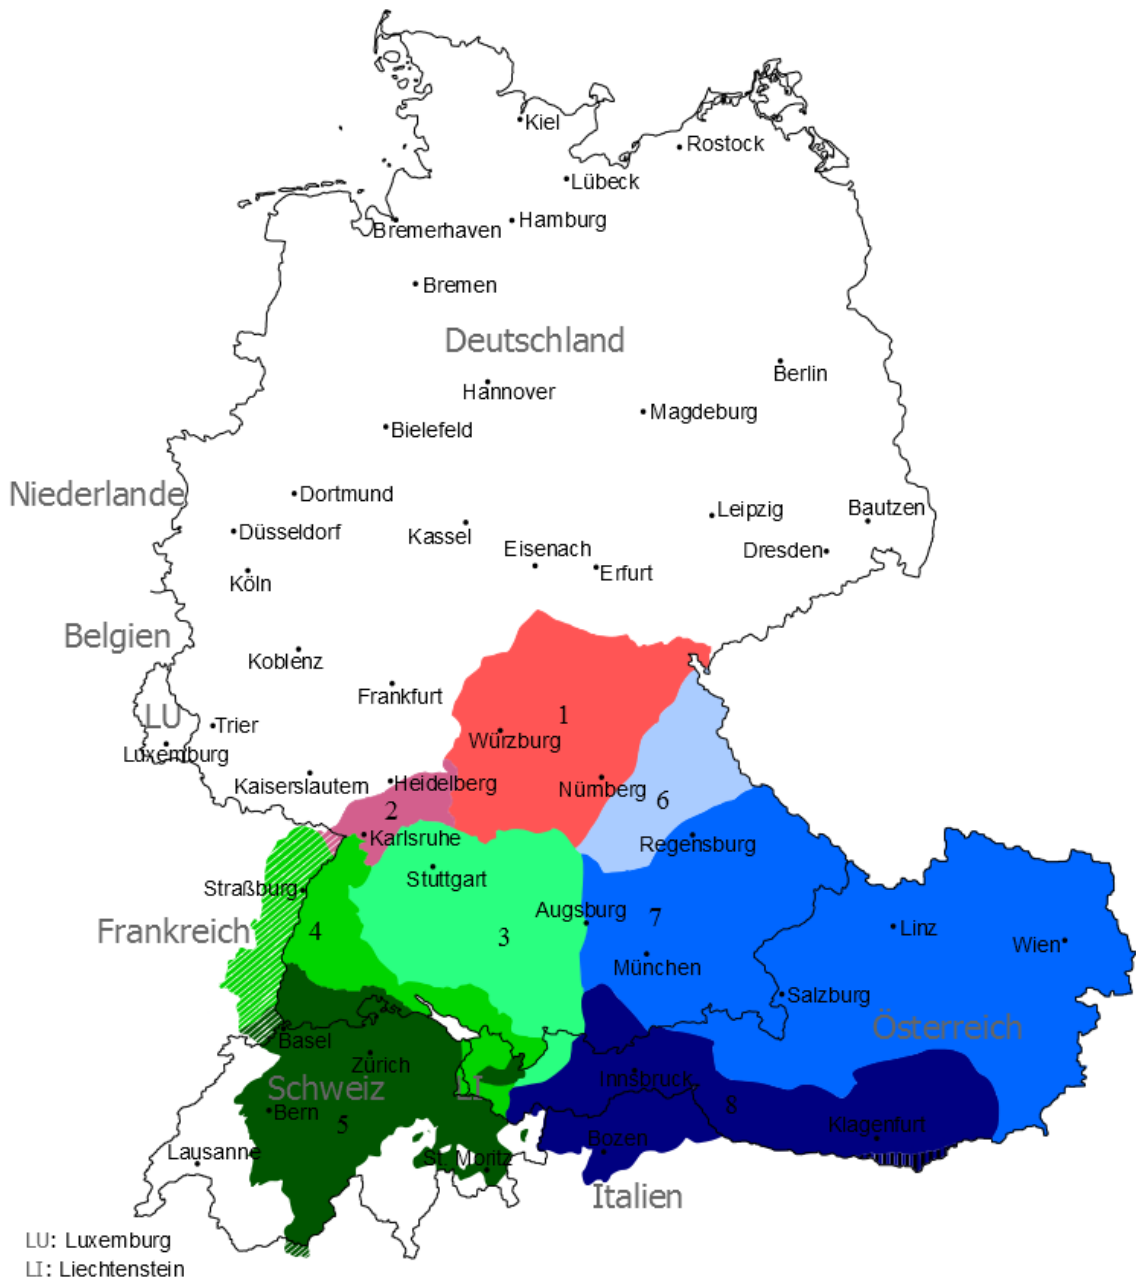 Kiel
Rostock
Lübeck
Hamburg
Bremerhaven
Bremen
Deutschland
Berlin
Hannover
Magdeburg
Bielefeld
Niederlande
Dortmund
Leipzig
Bautzen
Düsseldorf
Kassel
Eisenach
Dresden
Erfurt
Köln
Belgien
Koblenz
Frankfurt
LU
Trier
1
Würzburg
Luxemburg
Kaiserslautern
Heidelberg
Nürnberg
6
2
Karlsruhe
Regensburg
Stuttgart
Straßburg
Augsburg
7
Frankreich
4
3
Linz
Wien
München
Salzburg
Österreich
Basel
Zürich
Innsbruck
Schweiz
LI
Bern
5
8
Klagenfurt
Bozen
Lausanne
St. Moritz
Italien
LU: Luxemburg
LI: Liechtenstein